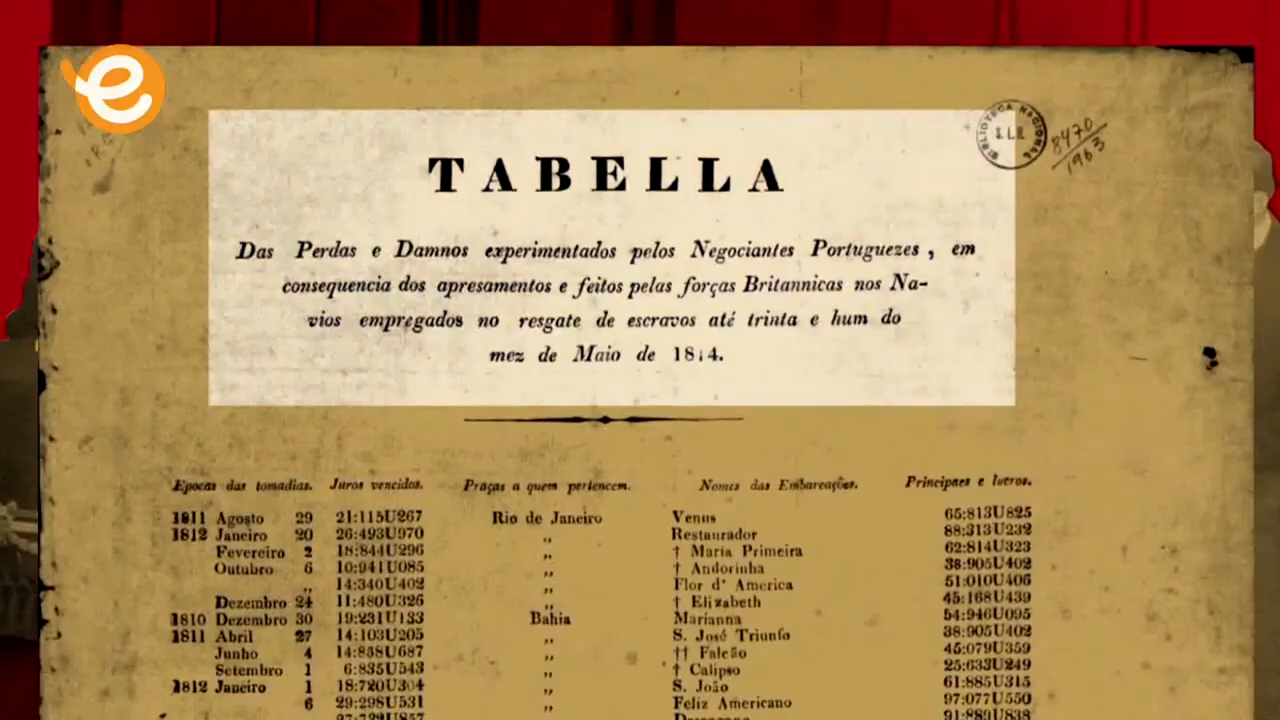 TABELLA
Das Perdas e Damnos experimentados pelos Negociantes Portuguezes, em
consequencia dos apresamentos e feitos pelas forças Britannicas nos Na-
vios empregados no resgate de escravos até trinta e hum do
mez de Maio de 1814.
BIBLIOTECA NACIONAL
8470
1963
Epocas das tomadias. Juros vencidos. Praças a quem pertencem. Nomes das Embarcações. Principaes e lucros.
1811 Agosto 29 21:115U267 Rio de Janeiro Venus 65:813U825
1812 Janeiro 20 26:493U970 ,, Restaurador 88:313U232
Fevereiro 2 18:844U296 ,, † Maria Primeira 62:814U323
Outubro 6 10:941U085 ,, † Andorinha 38:905U402
,, 14:340U402 ,, Flor d' America 51:010U406
Dezembro 24 11:480U326 ,, † Elizabeth 45:168U439
1810 Dezembro 30 19:231U133 Bahia Marianna 54:946U095
1811 Abril 27 14:103U205 ,, S. José Triunfo 38:905U402
Junho 4 14:838U687 ,, †† Falcão 45:079U359
Setembro 1 6:835U543 ,, † Calipso 25:633U249
1812 Janeiro 1 18:720U304 ,, S. João 61:885U315
6 29:298U531 ,, Feliz Americano 97:077U550